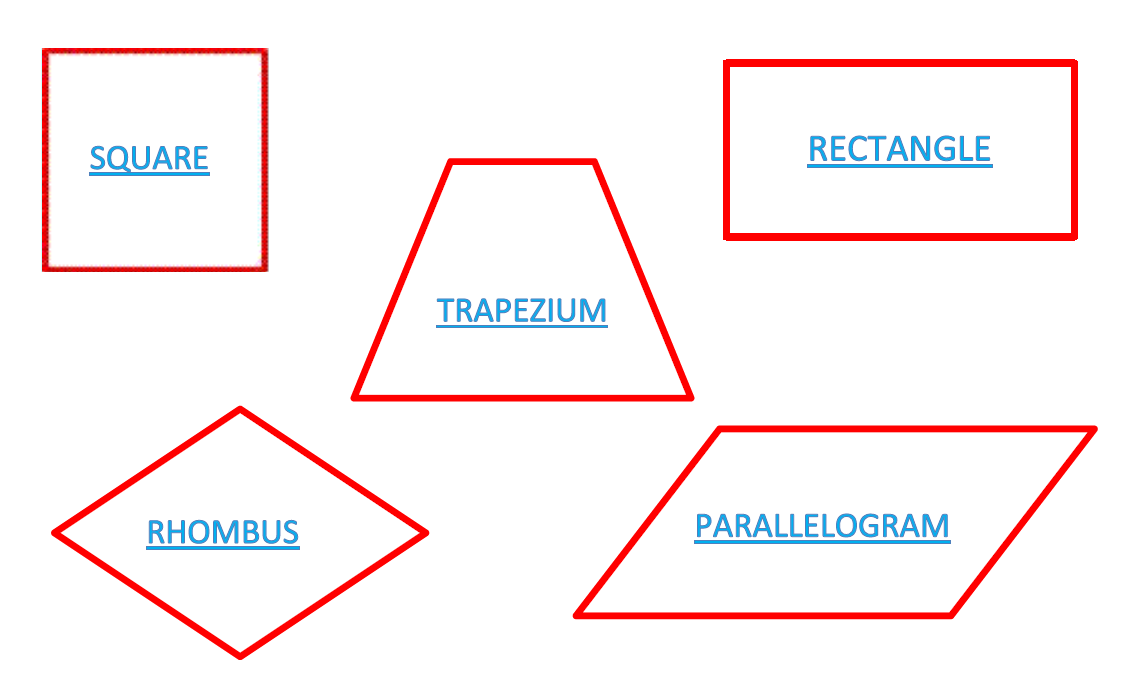 SQUARE
RECTANGLE
TRAPEZIUM
RHOMBUS
PARALLELOGRAM